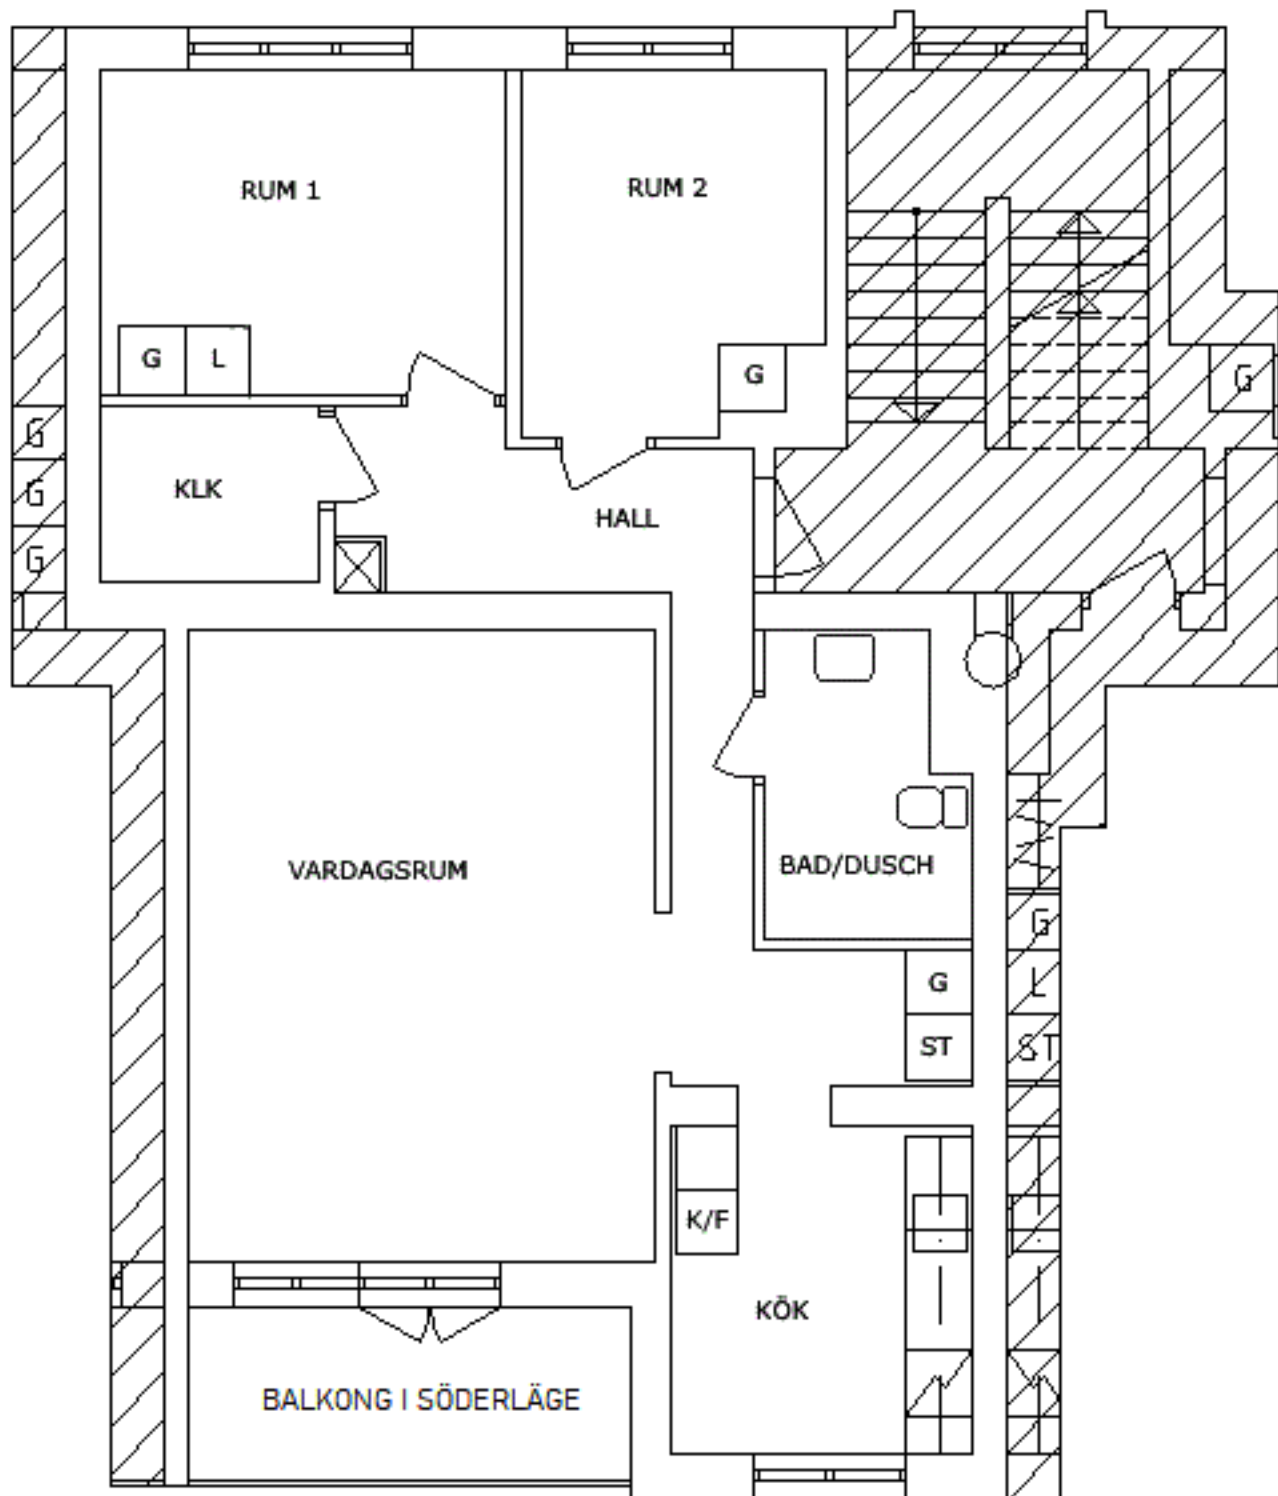 RUM 1
RUM 2
G L
G
G
G
G
G
KLK
HALL
VARDAGSRUM
BAD/DUSCH
G
G
L
ST
ST
K/F
KÖK
BALKONG I SÖDERLÄGE